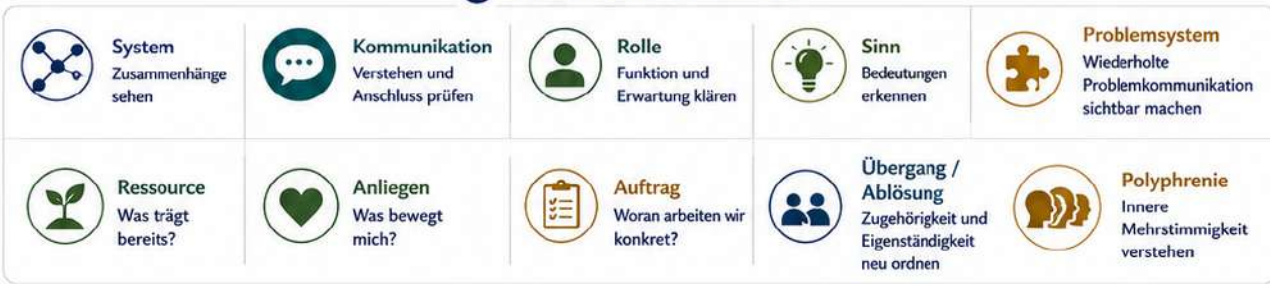 System
Zusammenhänge
sehen
Kommunikation
Verstehen und
Anschluss prüfen
Rolle
Funktion und
Erwartung klären
Sinn
Bedeutungen
erkennen
Problemsystem
Wiederholte
Problemkommunikation
sichtbar machen
Ressource
Was trägt
bereits?
Anliegen
Was bewegt
mich?
Auftrag
Woran arbeiten wir
konkret?
Übergang /
Ablösung
Zugehörigkeit und
Eigenständigkeit
neu ordnen
Polyphrenie
Innere
Mehrstimmigkeit
verstehen